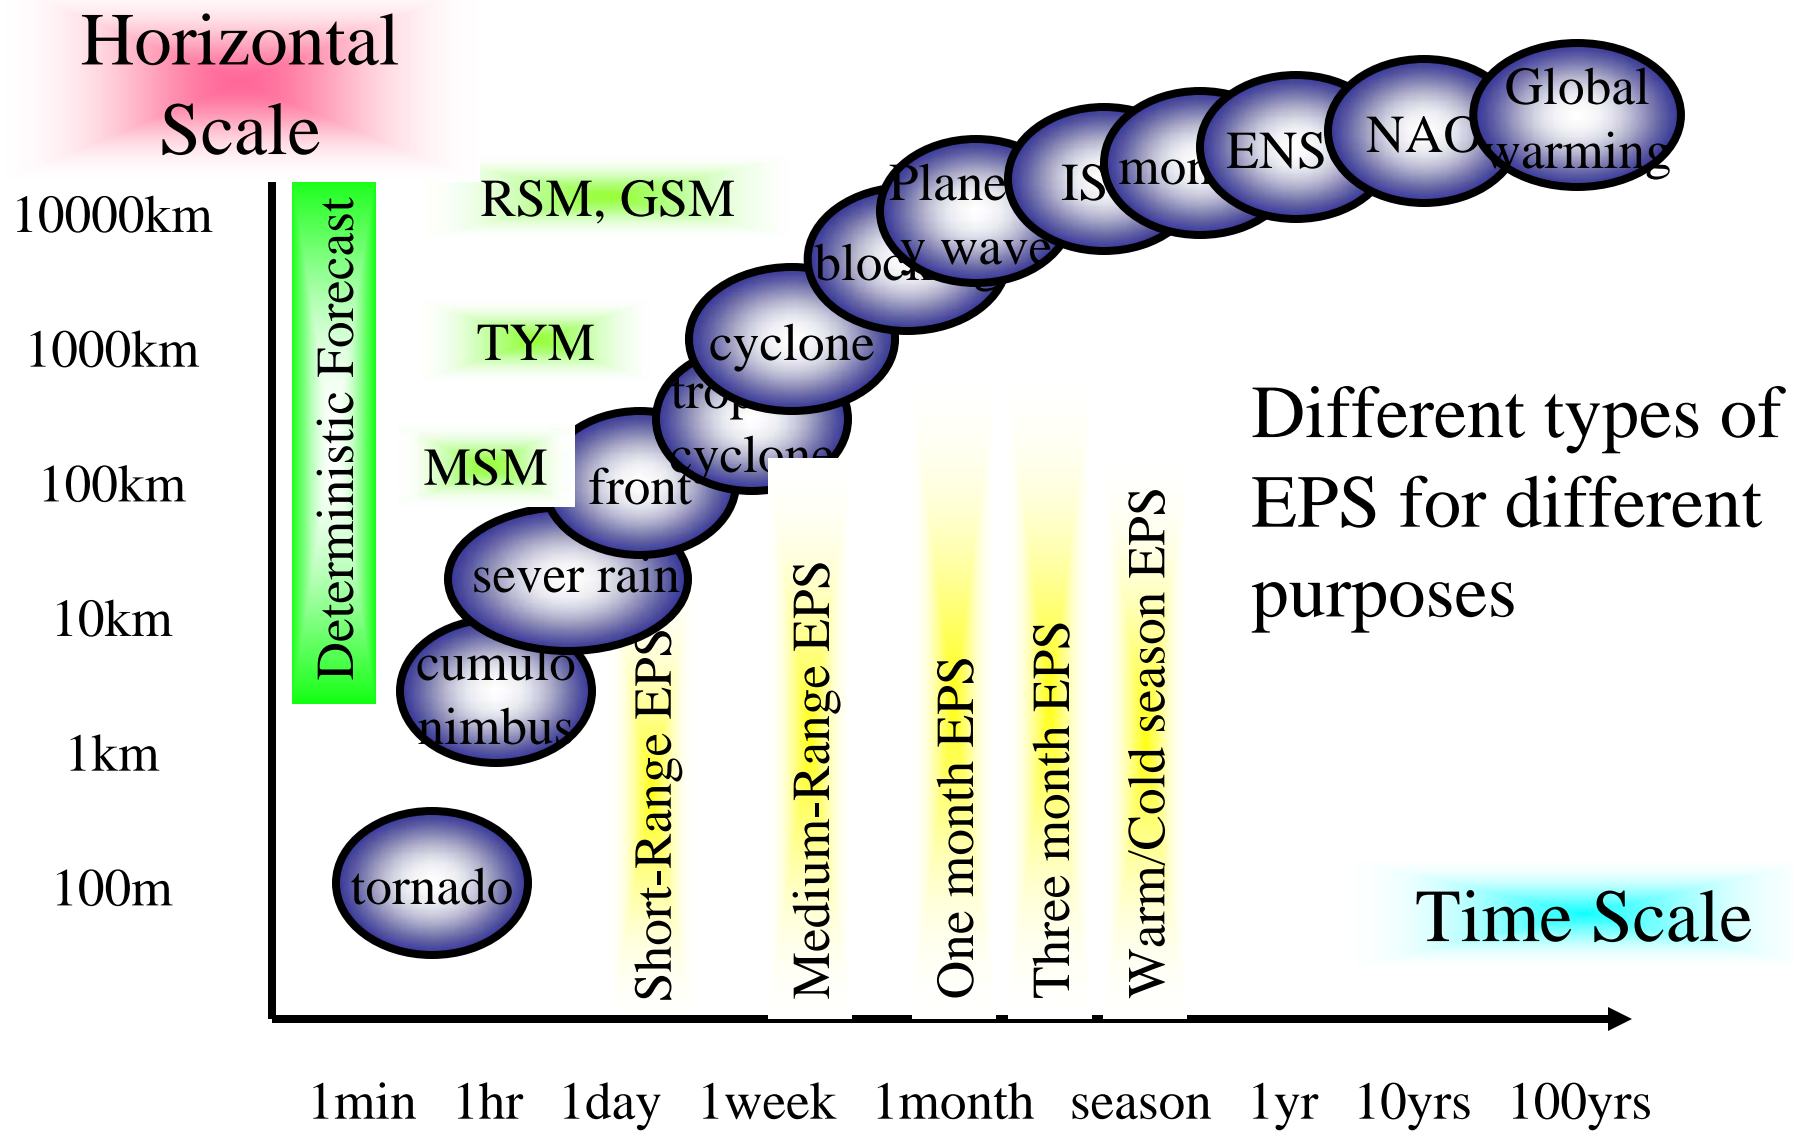 Horizontal
Scale
10000km
1000km
100km
10km
1km
100m
Deterministic Forecast
RSM, GSM
TYM
MSM
tornado
cumulo
nimbus
sever rain
front
cyclone
cyclone
Plane
y wave
IS
mon
ENS
NAO
Global
warming
Short-Range EPS
Medium-Range EPS
One month EPS
Three month EPS
Warm/Cold season EPS
Different types of
EPS for different
purposes
Time Scale
1min
1hr
1day
1week
1month
season
1yr
10yrs
100yrs